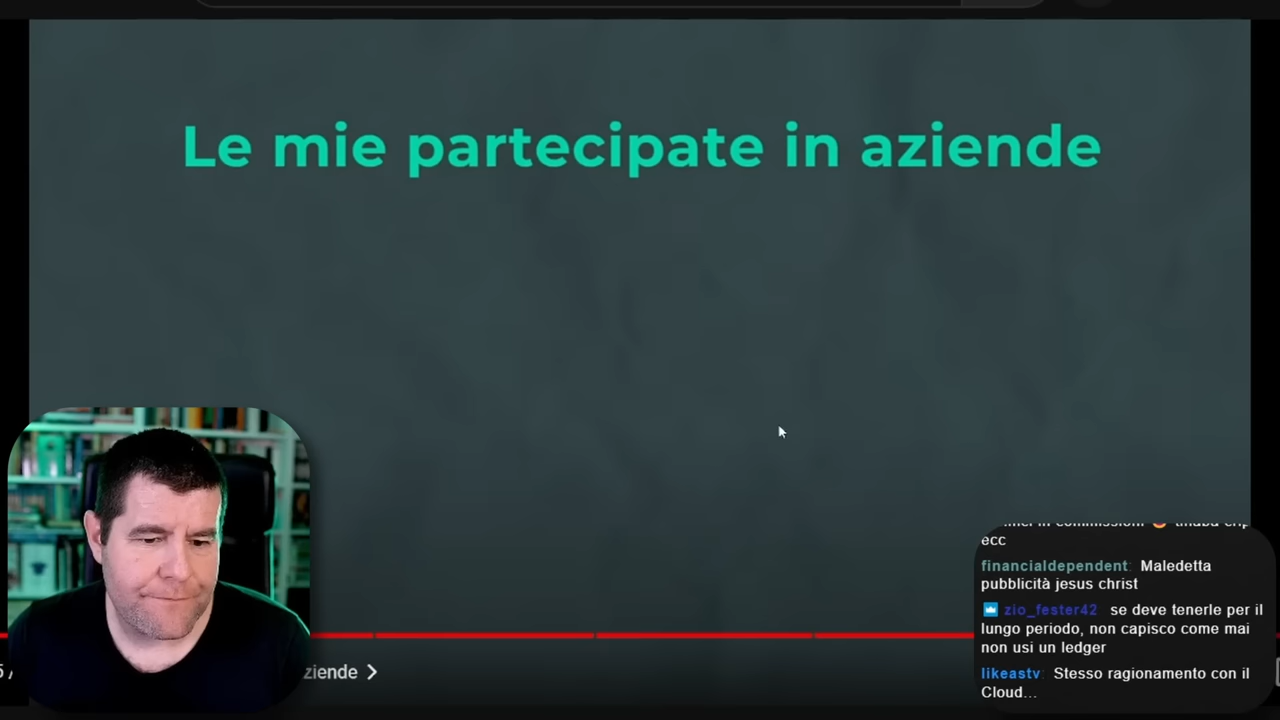 Le mie partecipate in aziende
ecc
financialdependent: Maledetta
pubblicità jesus christ
zio_fester42 se deve tenerle per il
lungo periodo, non capisco come mai
non usi un ledger
likeastv: Stesso ragionamento con il
Cloud...
ziende